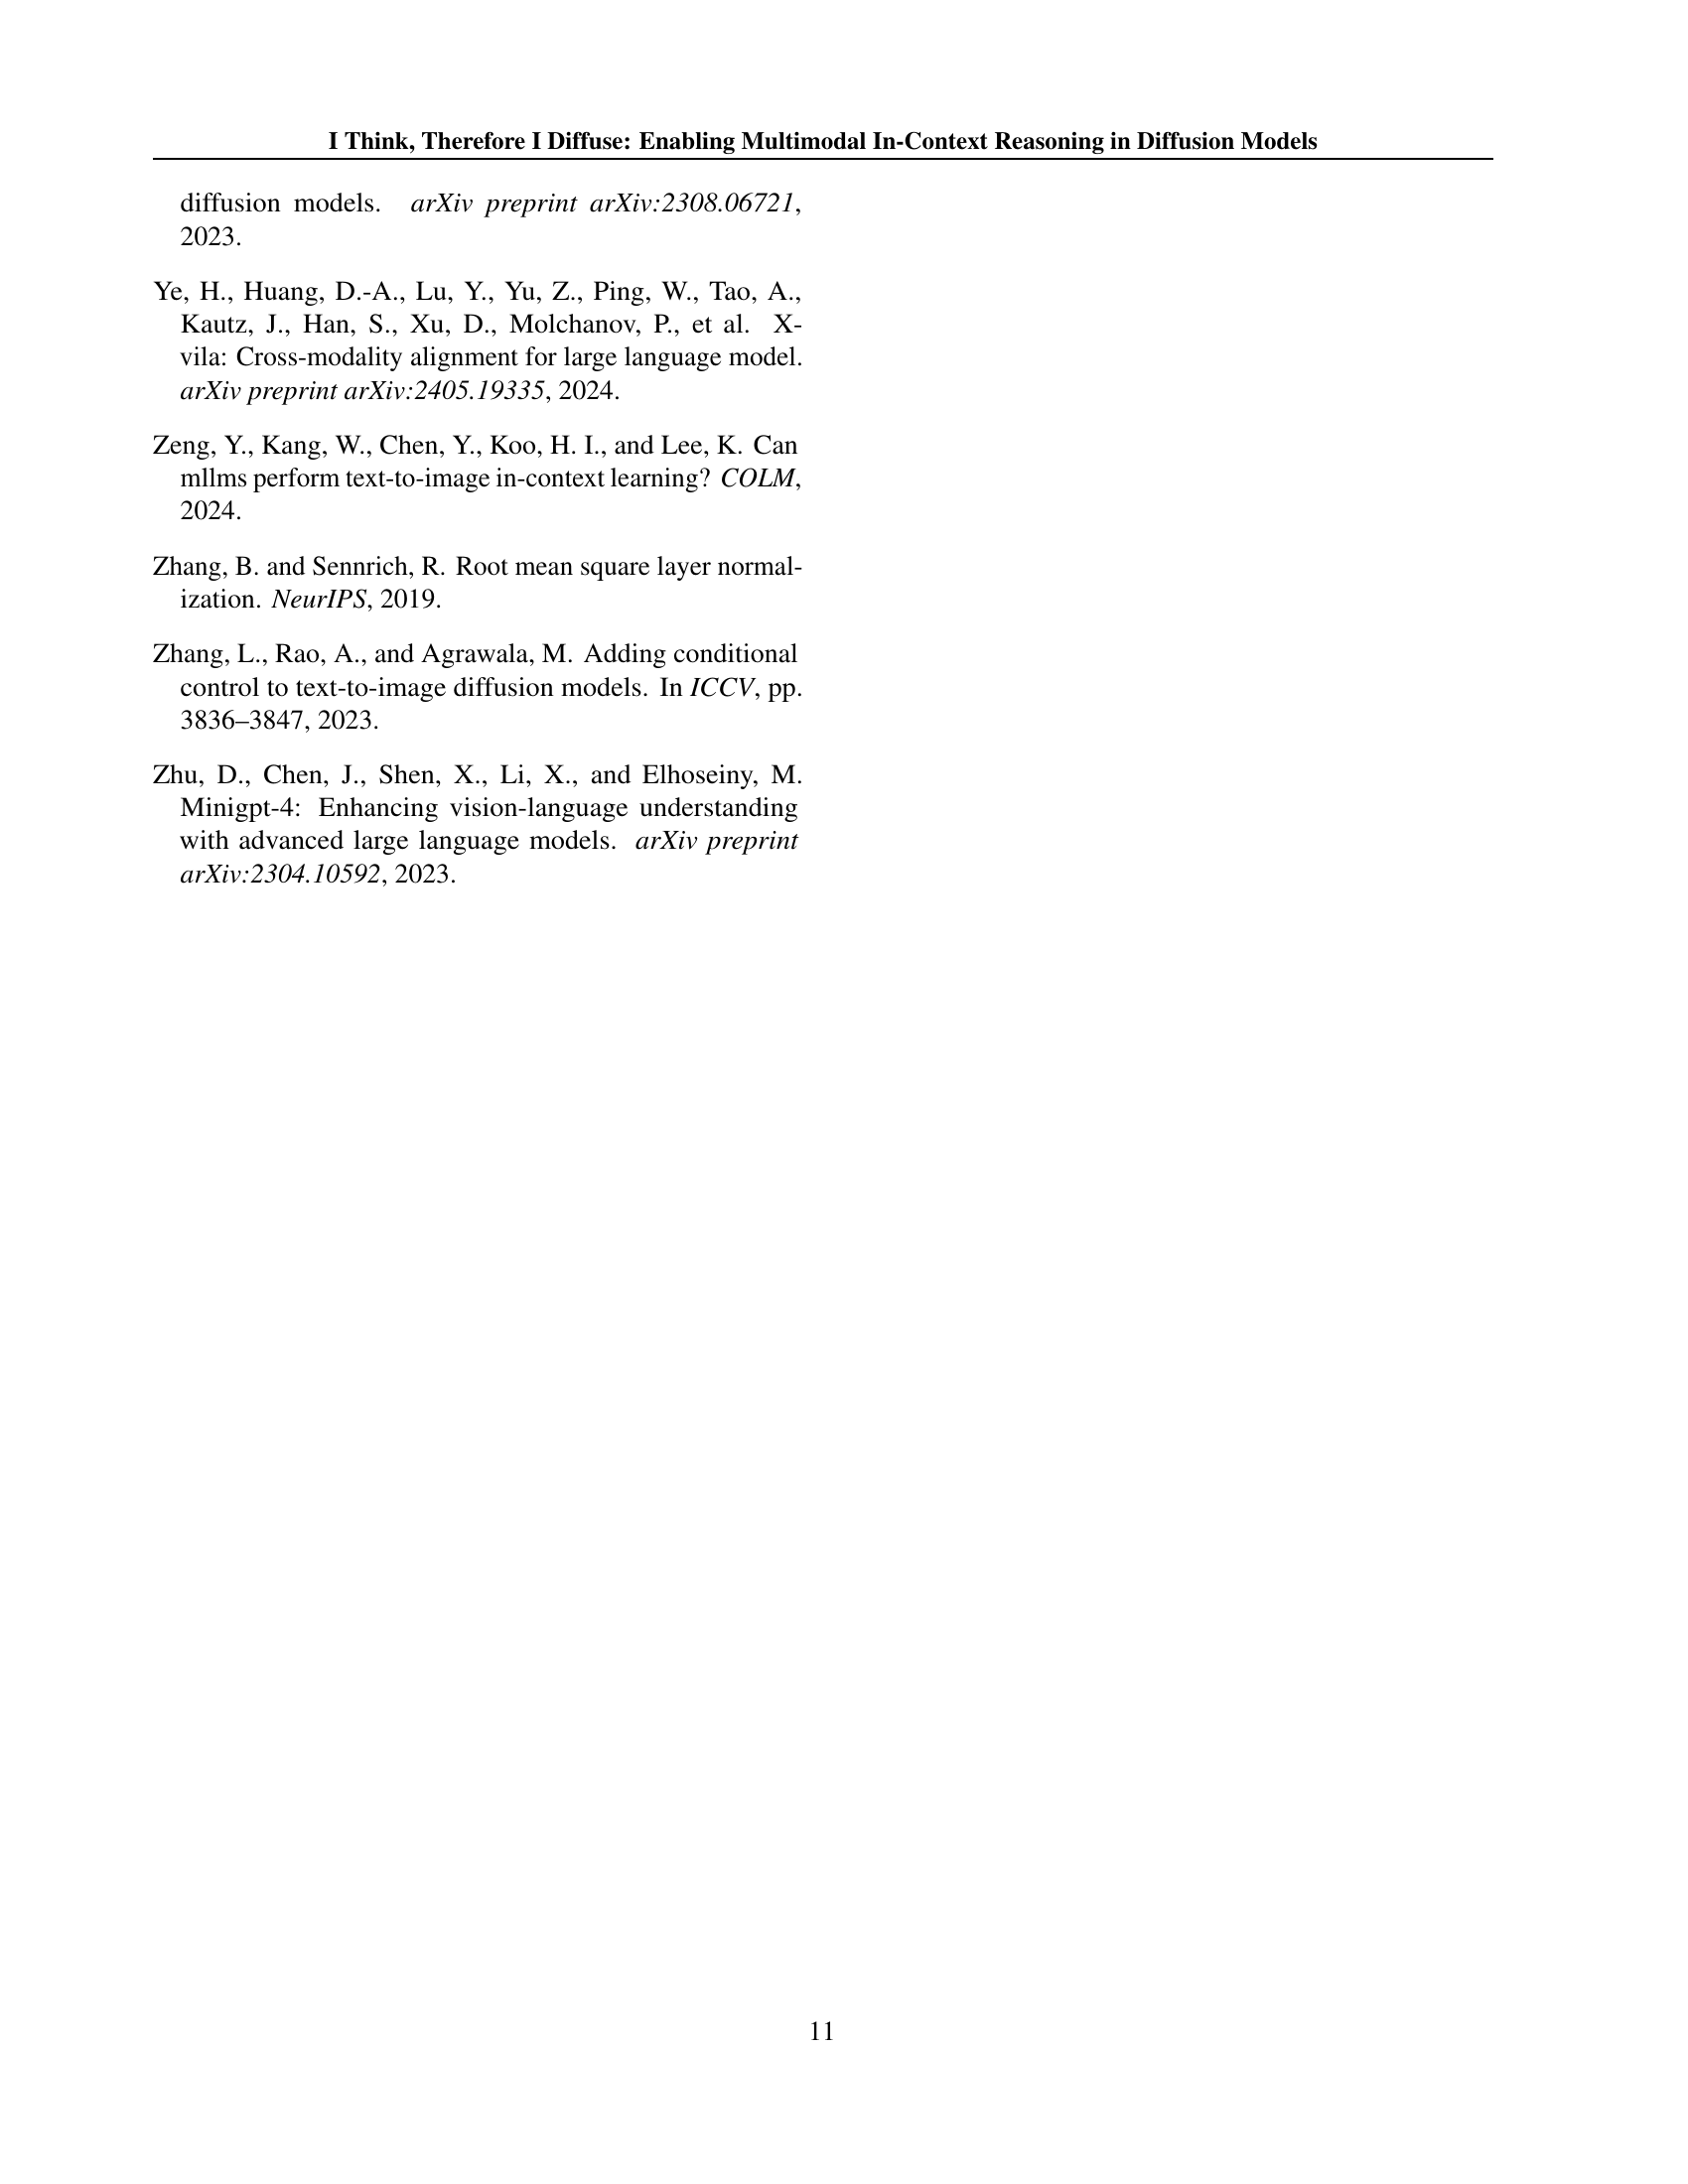 I Think, Therefore I Diffuse: Enabling Multimodal In-Context Reasoning in Diffusion Models
diffusion models. arXiv preprint arXiv:2308.06721,
2023.
Ye, H., Huang, D.-A., Lu, Y., Yu, Z., Ping, W., Tao, A.,
Kautz, J., Han, S., Xu, D., Molchanov, P., et al. X-
vila: Cross-modality alignment for large language model.
arXiv preprint arXiv:2405.19335, 2024.
Zeng, Y., Kang, W., Chen, Y., Koo, H. I., and Lee, K. Can
mllms perform text-to-image in-context learning? COLM,
2024.
Zhang, B. and Sennrich, R. Root mean square layer normal-
ization. NeurIPS, 2019.
Zhang, L., Rao, A., and Agrawala, M. Adding conditional
control to text-to-image diffusion models. In ICCV, pp.
3836–3847, 2023.
Zhu, D., Chen, J., Shen, X., Li, X., and Elhoseiny, M.
Minigpt-4: Enhancing vision-language understanding
with advanced large language models. arXiv preprint
arXiv:2304.10592, 2023.
11